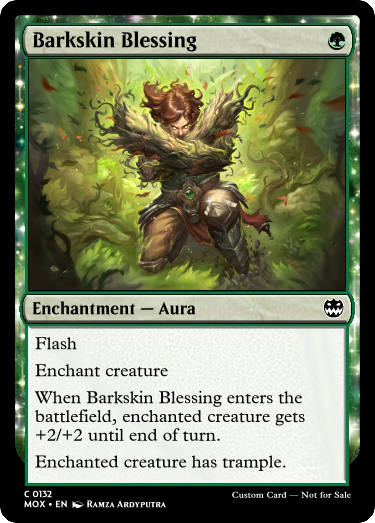 Barkskin Blessing
Enchantment — Aura
Flash
Enchant creature
When Barkskin Blessing enters the
battlefield, enchanted creature gets
+2/+2 until end of turn.
Enchanted creature has trample.
C 0132
MOX • EN Ramza Ardyputra
Custom Card — Not for Sale